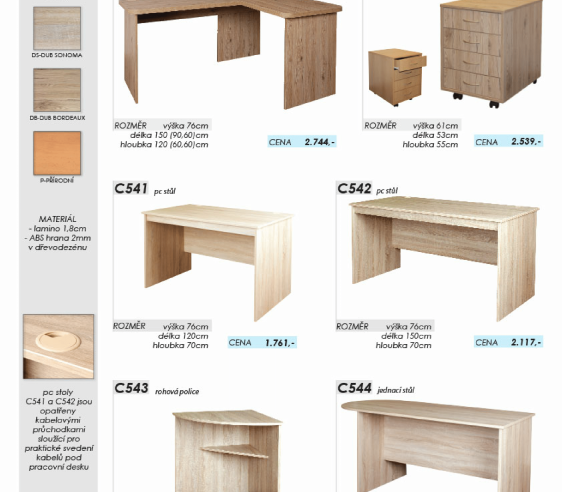 DS-DUB SONOMA
DB-DUB BORDEAUX
P-PŘÍRODNÍ
MATERIÁL
- lamino 1,8cm
- ABS hrana 2mm
v dřevodezénu
pc stoly
C541 a C542 jsou
opatřeny
kabelovými
průchodkami
sloužící pro
praktické svedení
kabelů pod
pracovní desku
ROZMĚR výška 76cm
délka 150 (90,60)cm
hloubka 120 (60,60)cm
CENA 2.744,-
ROZMĚR výška 61cm
délka 53cm
hloubka 55cm
CENA 2.539,-
C541 pc stůl
ROZMĚR výška 76cm
délka 120cm
hloubka 70cm
CENA 1.761,-
C542 pc stůl
ROZMĚR výška 76cm
délka 150cm
hloubka 70cm
CENA 2.117,-
C543 rohová police
C544 jednací stůl